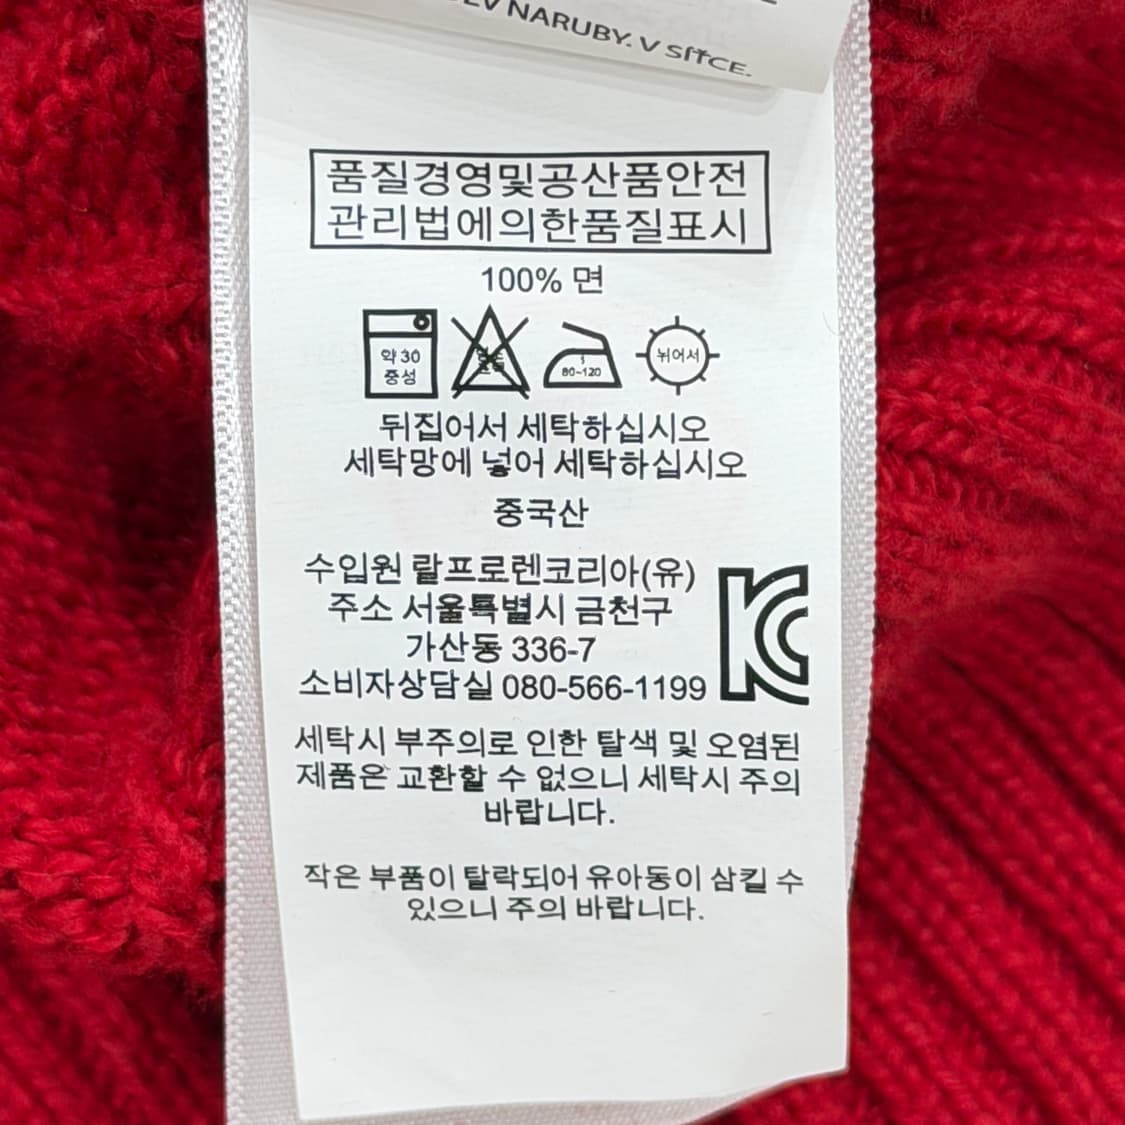 NARUBY. V SÍŤCE.
품질경영및공산품안전
관리법에의한품질표시
100% 면
약 30
중성
80~120
뉘어서
뒤집어서 세탁하십시오
세탁망에 넣어 세탁하십시오
중국산
수입원 랄프로렌코리아(유)
주소 서울특별시 금천구
가산동 336-7
소비자상담실 080-566-1199
세탁시 부주의로 인한 탈색 및 오염된
제품은 교환할 수 없으니 세탁시 주의
바랍니다.
작은 부품이 탈락되어 유아동이 삼킬 수
있으니 주의 바랍니다.